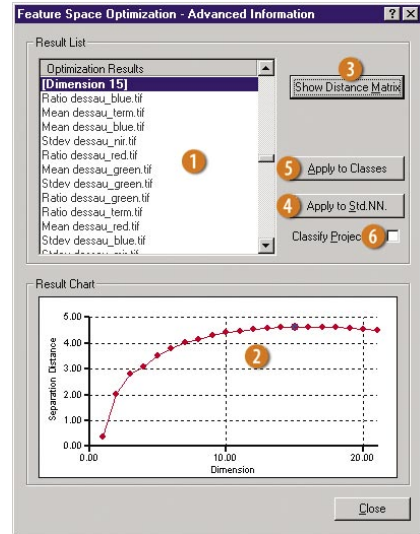 Feature Space Optimization - Advanced Information
Result List
Optimization Results
[Dimension 15]
Ratio dessau_blue.tif
Mean dessau_term.tif
Mean dessau_blue.tif
Stdev dessau_nir.tif
Ratio dessau_red.tif
Mean dessau_green.tif
Stdev dessau_green.tif
Ratio dessau_green.tif
Ratio dessau_term.tif
Mean dessau_red.tif
Stdev dessau_blue.tif
1
3
Show Distance Matrix
5 Apply to Classes
4 Apply to Std.NN.
Classify Projec 6
Result Chart
5.00
4.00
3.00
2.00
1.00
0.00
Separation Distance
2
0.00 10.00 20.00
Dimension
Close